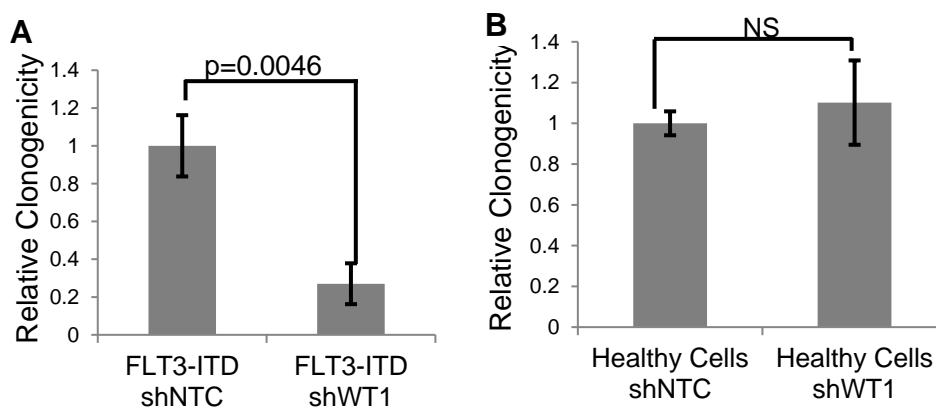 A
p=0.0046
Relative Clonogenicity
1.4
1.2
1
0.8
0.6
0.4
0.2
0
FLT3-ITD
shNTC
FLT3-ITD
shWT1
B
NS
Relative Clonogenicity
1.4
1.2
1
0.8
0.6
0.4
0.2
0
Healthy Cells
shNTC
Healthy Cells
shWT1